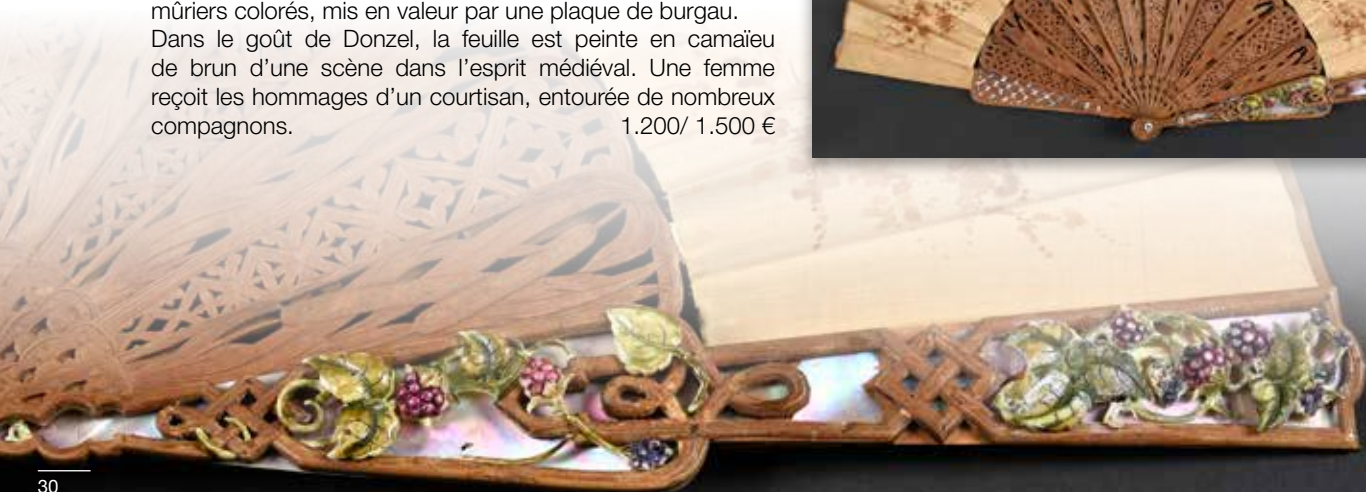 mûriers colorés, mis en valeur par une plaque de burgau.
Dans le goût de Donzel, la feuille est peinte en camaïeu
de brun d’une scène dans l’esprit médiéval. Une femme
reçoit les hommages d’un courtisan, entourée de nombreux
compagnons. 1.200/ 1.500 €
30